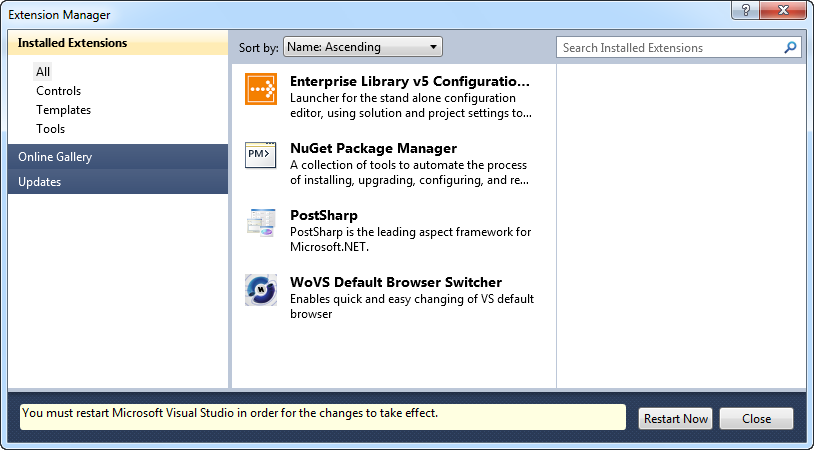 Extension Manager
?
Installed Extensions
All
Controls
Templates
Tools
Online Gallery
Updates
Sort by: Name: Ascending
Search Installed Extensions
Enterprise Library v5 Configuratio...
Launcher for the stand alone configuration
editor, using solution and project settings to...
PM>
NuGet Package Manager
A collection of tools to automate the process
of installing, upgrading, configuring, and re...
PostSharp
PostSharp is the leading aspect framework for
Microsoft.NET.
WoVS Default Browser Switcher
Enables quick and easy changing of VS default
browser
You must restart Microsoft Visual Studio in order for the changes to take effect.
Restart Now
Close